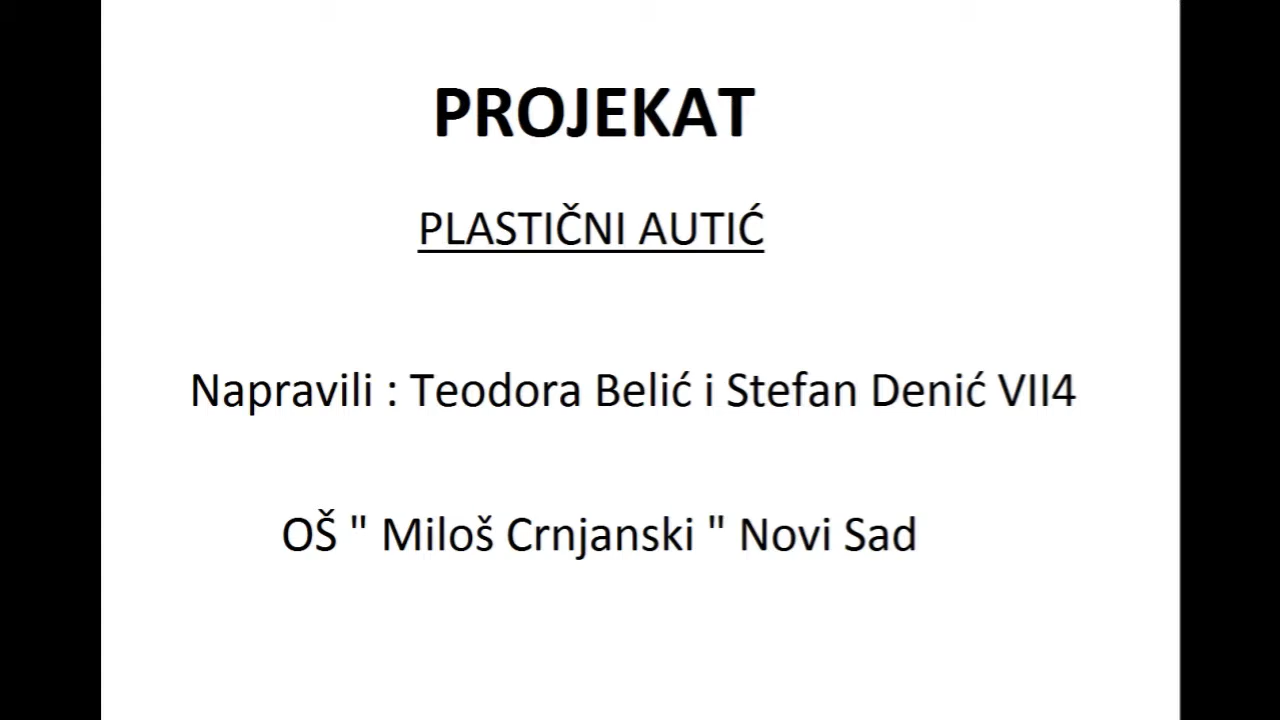 PROJEKAT
PLASTIČNI AUTIĆ
Napravili : Teodora Belić i Stefan Denić VII4
OŠ " Miloš Crnjanski " Novi Sad